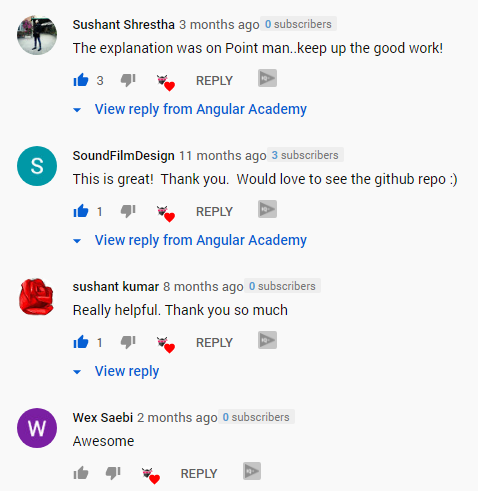 Sushant Shrestha 3 months ago 0 subscribers
The explanation was on Point man..keep up the good work!
3 REPLY
View reply from Angular Academy
S
SoundFilmDesign 11 months ago 3 subscribers
This is great! Thank you. Would love to see the github repo :)
1 REPLY
View reply from Angular Academy
sushant kumar 8 months ago 0 subscribers
Really helpful. Thank you so much
1 REPLY
View reply
W
Wex Saebi 2 months ago 0 subscribers
Awesome
REPLY